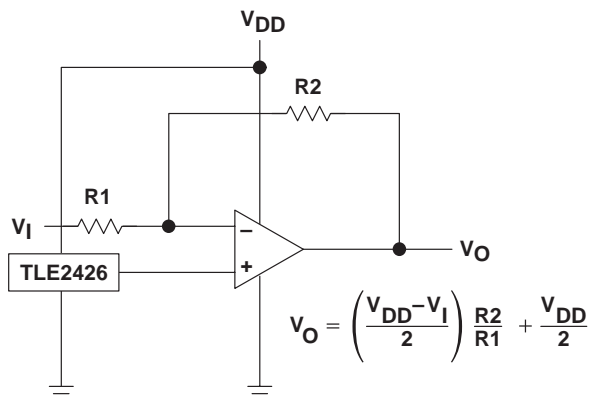 VDD
R2
R1
VI
−
+
TLE2426
VO
VO = ((VDD−VI)/2) R2/R1 + VDD/2